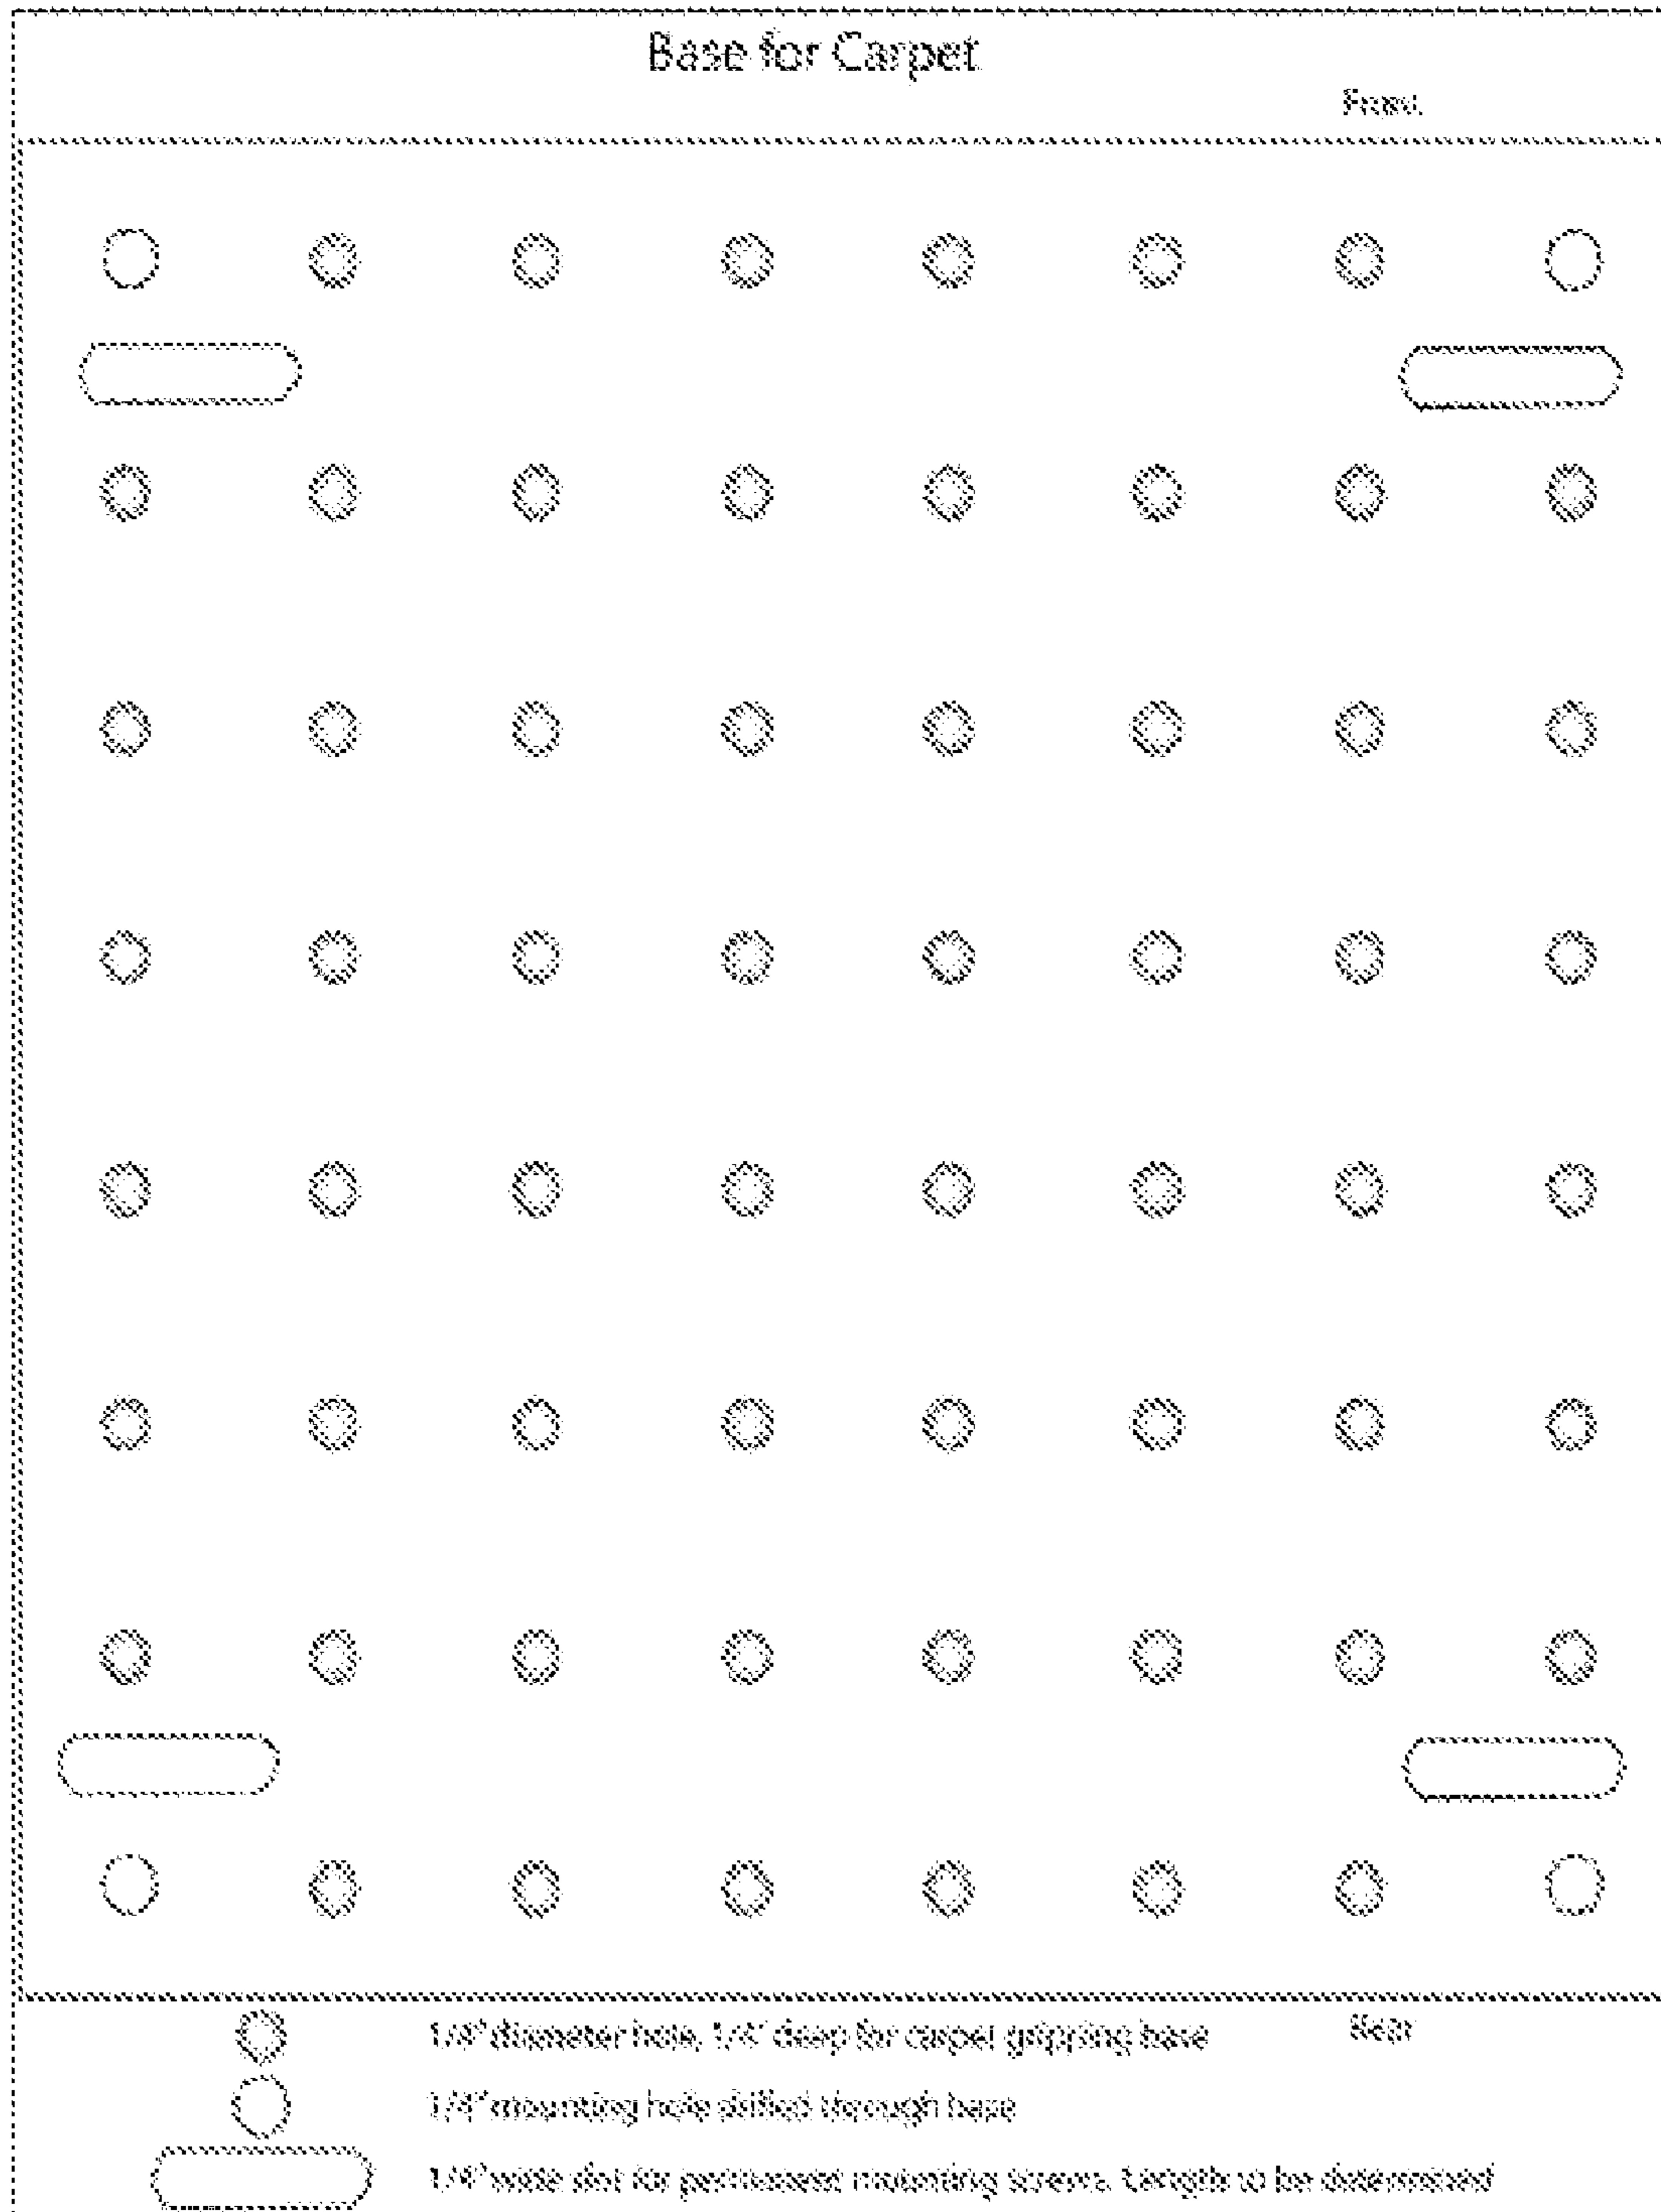 Base for Carpet
Front
1/8" diameter hole, 1/4" deep for carpet gripping base
Rear
1/4" mounting hole drilled through base
1/4" wide slot for permanent mounting screws. Length to be determined